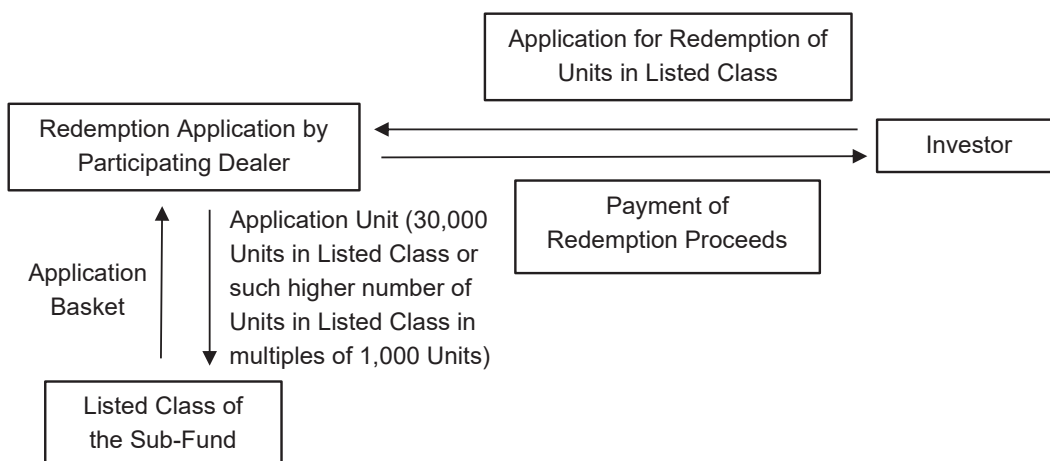 Application for Redemption of
Units in Listed Class
Redemption Application by
Participating Dealer
Investor
Payment of
Redemption Proceeds
Application
Basket
Application Unit (30,000
Units in Listed Class or
such higher number of
Units in Listed Class in
multiples of 1,000 Units)
Listed Class of
the Sub-Fund